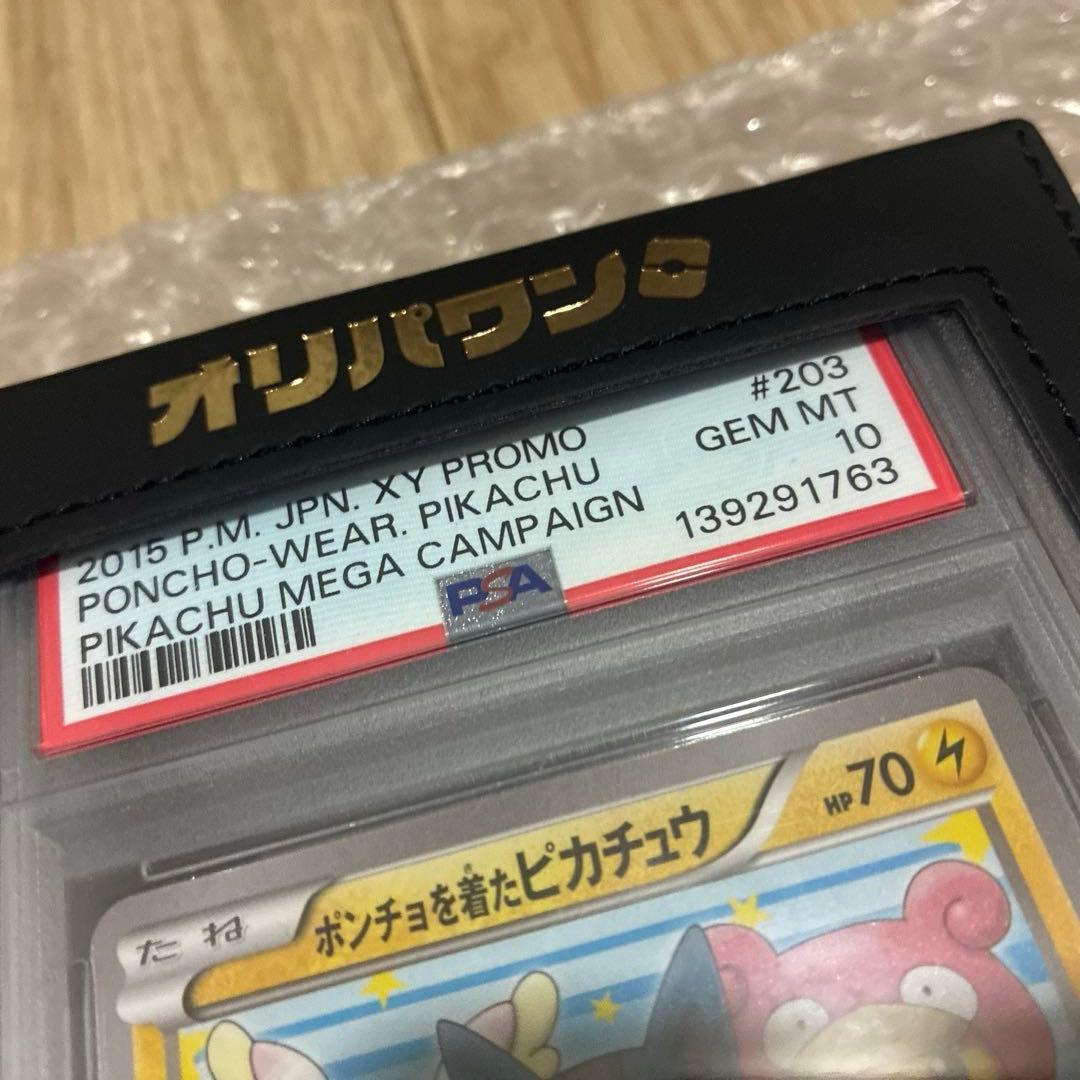 オリパワン
2015 P.M. JPN. XY PROMO
PONCHO-WEAR. PIKACHU
PIKACHU MEGA CAMPAIGN
#203
GEM MT
10
139291763
PSA
たね
ポンチョを着たピカチュウ
HP70